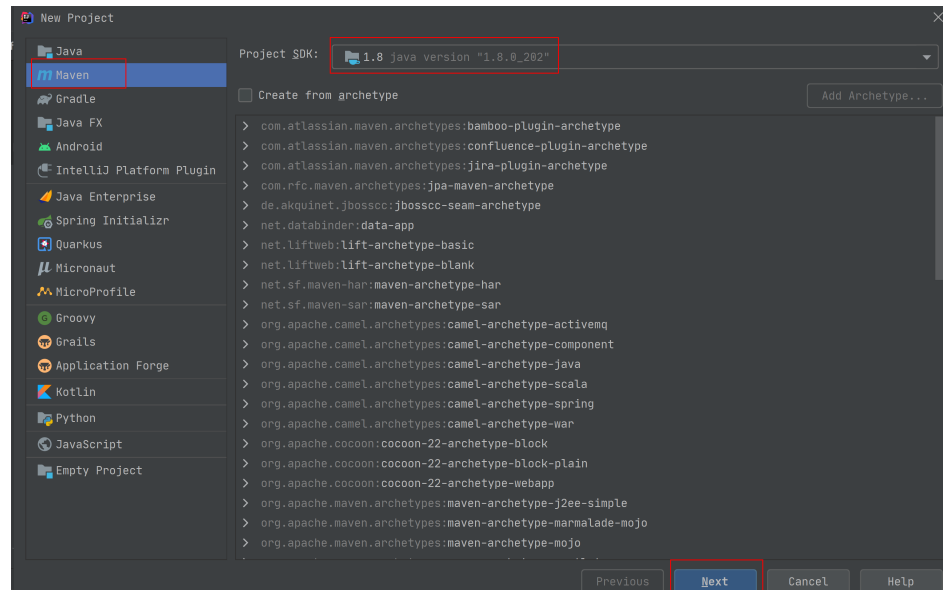 New Project
Java
Maven
Gradle
Java FX
Android
IntelliJ Platform Plugin
Java Enterprise
Spring Initializr
Quarkus
Micronaut
MicroProfile
Groovy
Grails
Application Forge
Kotlin
Python
JavaScript
Empty Project
Project SDK: 1.8 java version "1.8.0_202"
Create from archetype Add Archetype...
com.atlassian.maven.archetypes:bamboo-plugin-archetype
com.atlassian.maven.archetypes:confluence-plugin-archetype
com.atlassian.maven.archetypes:jira-plugin-archetype
com.rfc.maven.archetypes:jpa-maven-archetype
de.akquinet.jbosscc:jbosscc-seam-archetype
net.databinder:data-app
net.liftweb:lift-archetype-basic
net.liftweb:lift-archetype-blank
net.sf.maven-har:maven-archetype-har
net.sf.maven-sar:maven-archetype-sar
org.apache.camel.archetypes:camel-archetype-activemq
org.apache.camel.archetypes:camel-archetype-component
org.apache.camel.archetypes:camel-archetype-java
org.apache.camel.archetypes:camel-archetype-scala
org.apache.camel.archetypes:camel-archetype-spring
org.apache.camel.archetypes:camel-archetype-war
org.apache.cocoon:cocoon-22-archetype-block
org.apache.cocoon:cocoon-22-archetype-block-plain
org.apache.cocoon:cocoon-22-archetype-webapp
org.apache.maven.archetypes:maven-archetype-j2ee-simple
org.apache.maven.archetypes:maven-archetype-marmalade-mojo
org.apache.maven.archetypes:maven-archetype-mojo
Previous Next Cancel Help